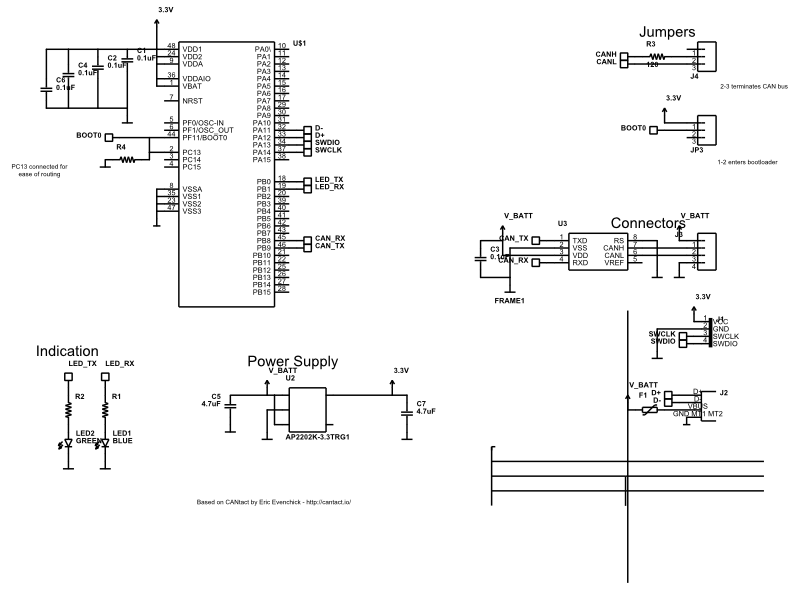 3.3V
U$1
C1
0.1uF
C2
0.1uF
C4
0.1uF
C6
0.1uF
48 VDD1
24 VDD2
9 VDDA
36 VDDAIO
1 VBAT
7 NRST
5 PF0/OSC-IN
6 PF1/OSC_OUT
44 PF11/BOOT0
2 PC13
3 PC14
4 PC15
8 VSSA
35 VSS1
23 VSS2
47 VSS3
BOOT0
R4
PC13 connected for
ease of routing
PA0\ 10
PA1 11
PA2 12
PA3 13
PA4 14
PA5 15
PA6 16
PA7 17
PA8 29
PA9 30
PA10 31
PA11 32 D-
PA12 33 D+
PA13 34 SWDIO
PA14 37 SWCLK
PA15 38
PB0 18 LED_TX
PB1 19 LED_RX
PB2 20
PB3 39
PB4 40
PB5 41
PB6 42
PB7 43
PB8 45 CAN_RX
PB9 46 CAN_TX
PB10 21
PB11 22
PB12 25
PB13 26
PB14 27
PB15 28
Jumpers
R3
CANH
CANL
120
1
2
3
J4
2-3 terminates CAN bus
3.3V
BOOT0
1
2
3
JP3
1-2 enters bootloader
Connectors
V_BATT
U3
V_BATT
J3
CAN_TX
CAN_RX
C3
1 TXD
2 VSS
3 VDD
4 RXD
RS 8
CANH 7
CANL 6
VREF 5
1
2
3
4
FRAME1
3.3V
J1
1 VCC
2 GND
SWCLK 3 SWCLK
SWDIO 4 SWDIO
V_BATT
F1
D+
D-
J2
D+
D-
VBUS
GND MT1 MT2
Indication
LED_TX
LED_RX
R2
R1
LED2
GREEN
LED1
BLUE
Power Supply
V_BATT
U2
3.3V
C5
4.7uF
C7
4.7uF
AP2202K-3.3TRG1
Based on CANtact by Eric Evenchick - http://cantact.io/